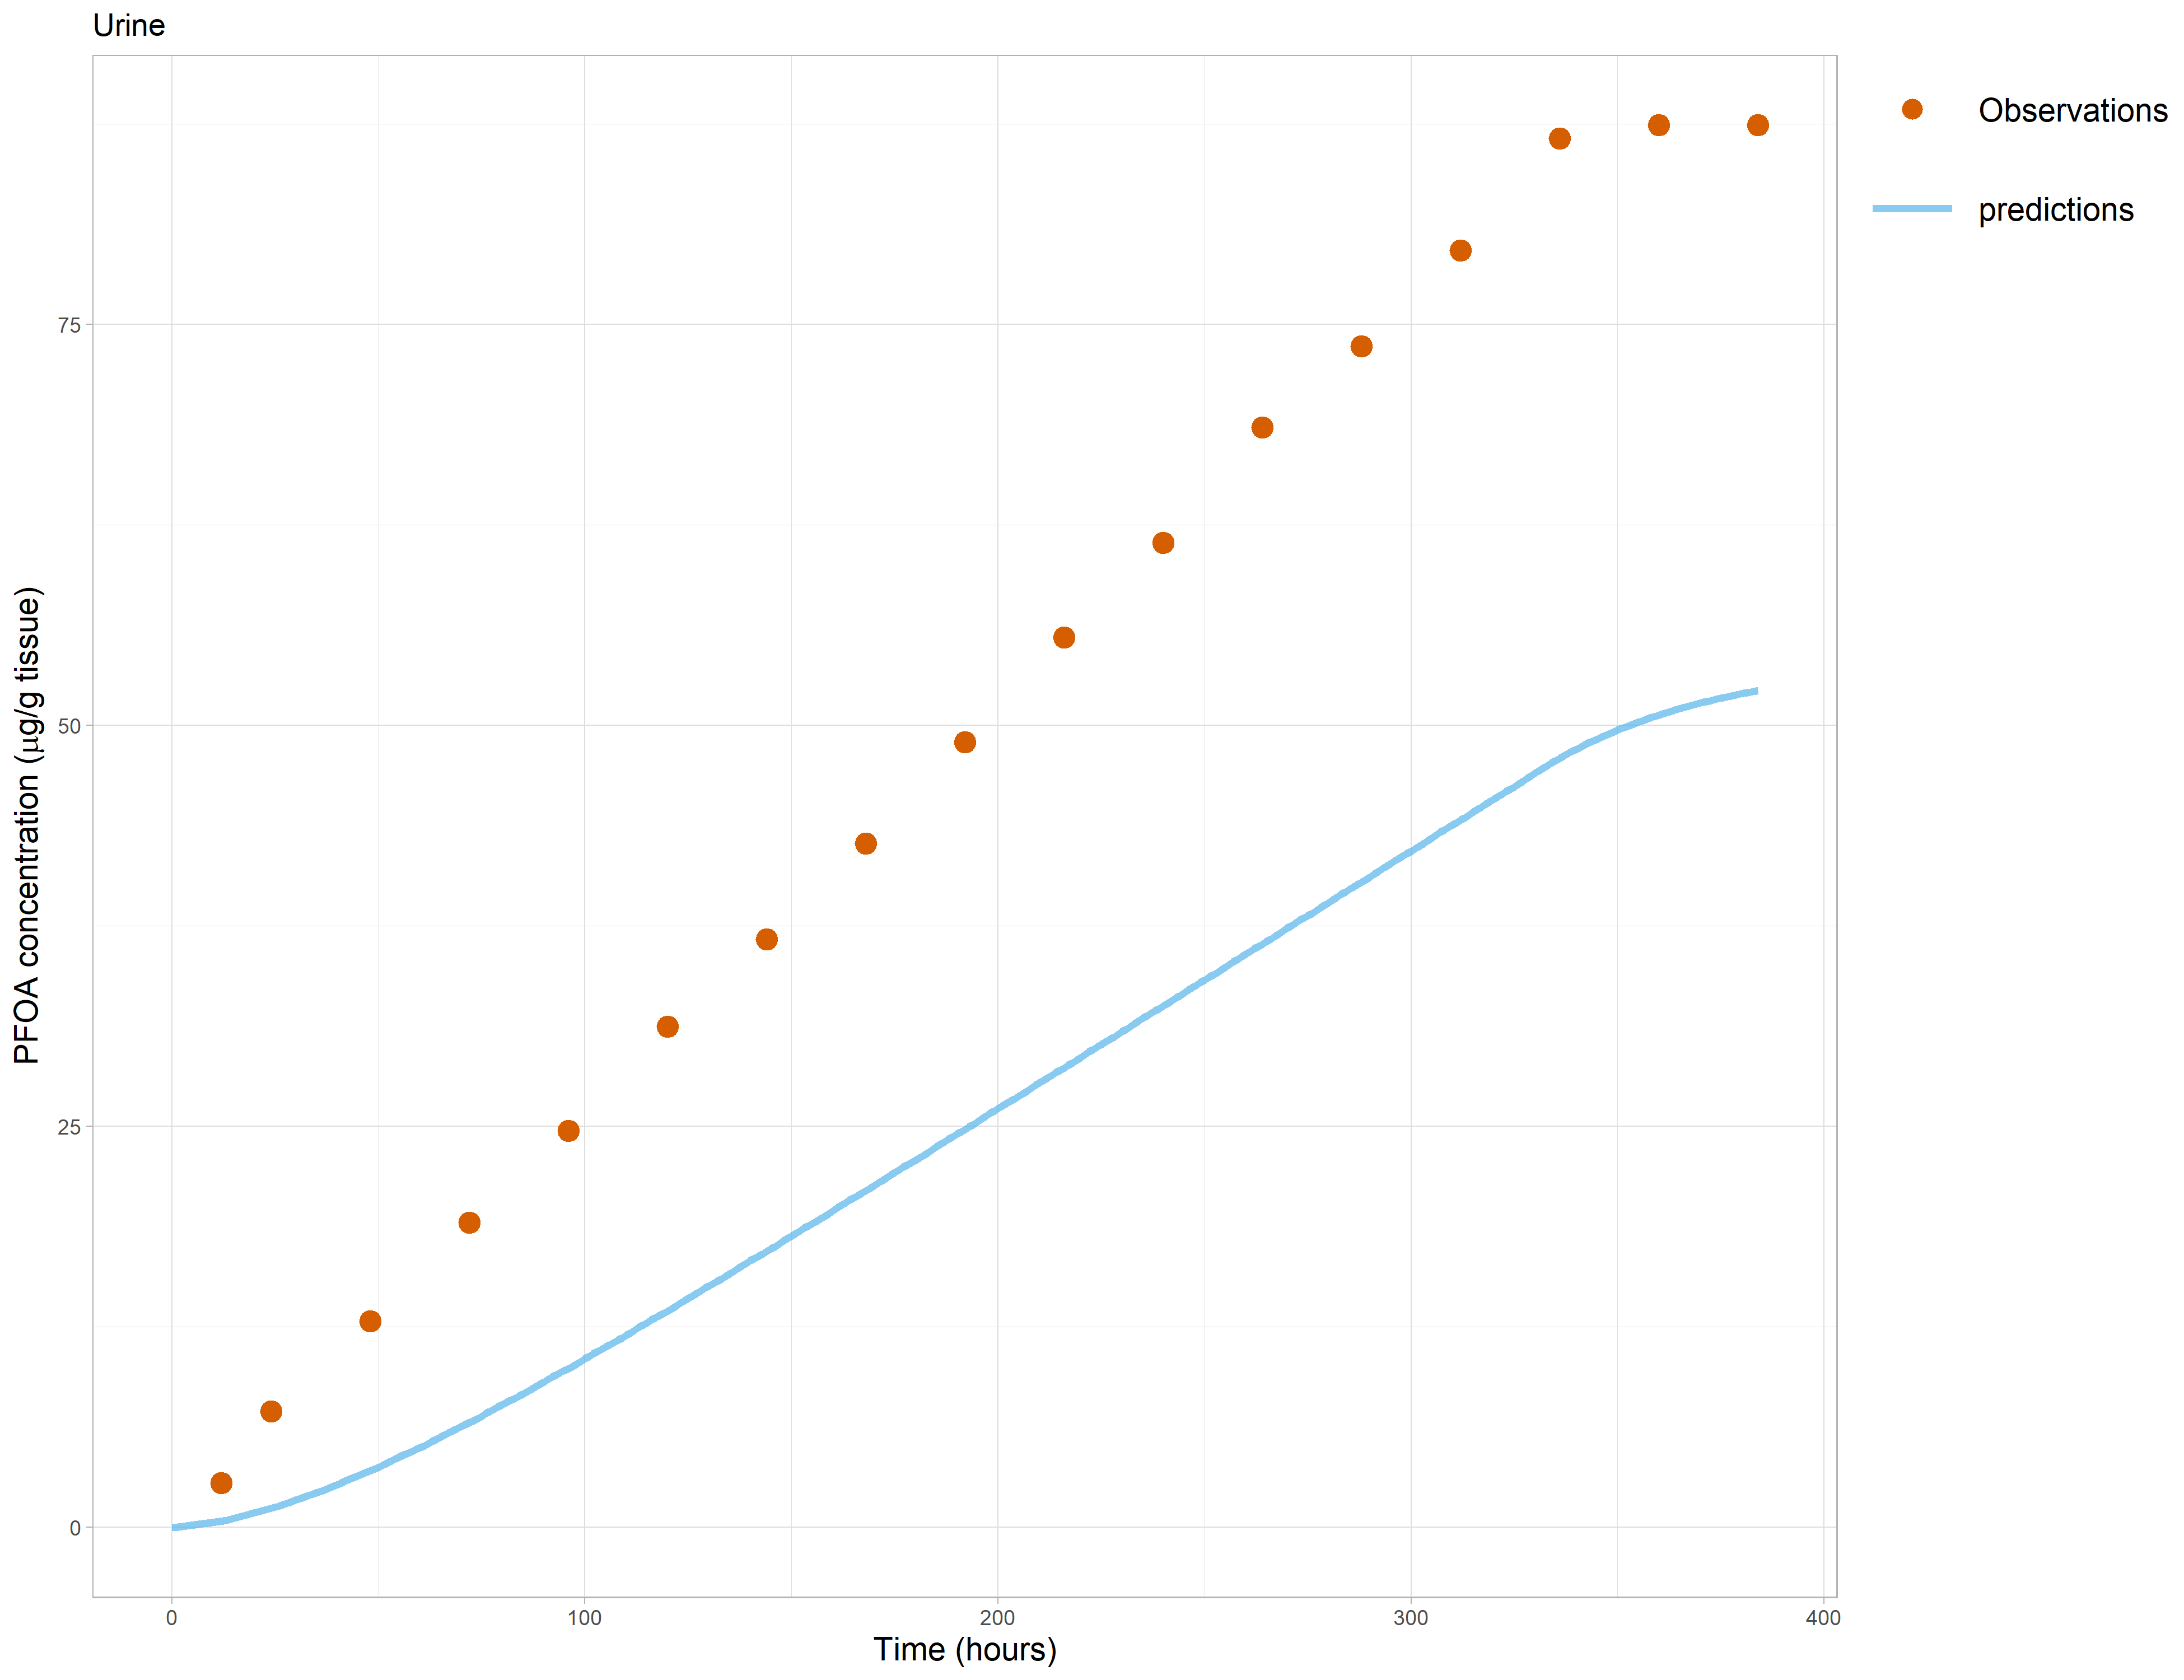 Urine
Observations
predictions
PFOA concentration (μg/g tissue)
75
50
25
0
0 100 200 300 400
Time (hours)